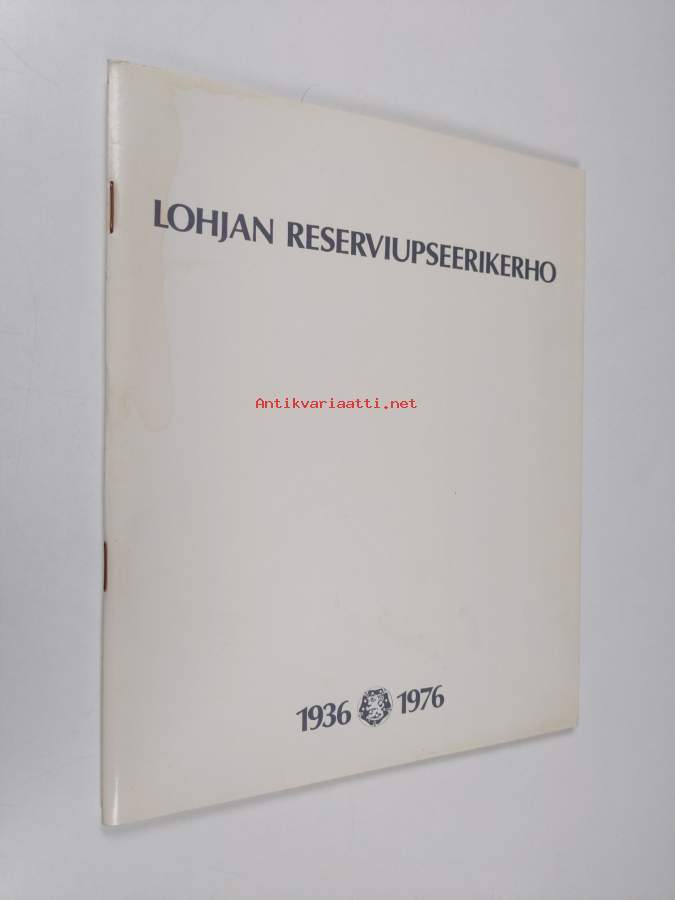 LOHJAN RESERVIUPSEERIKERHO
Antikvariaatti.net
1936 1976